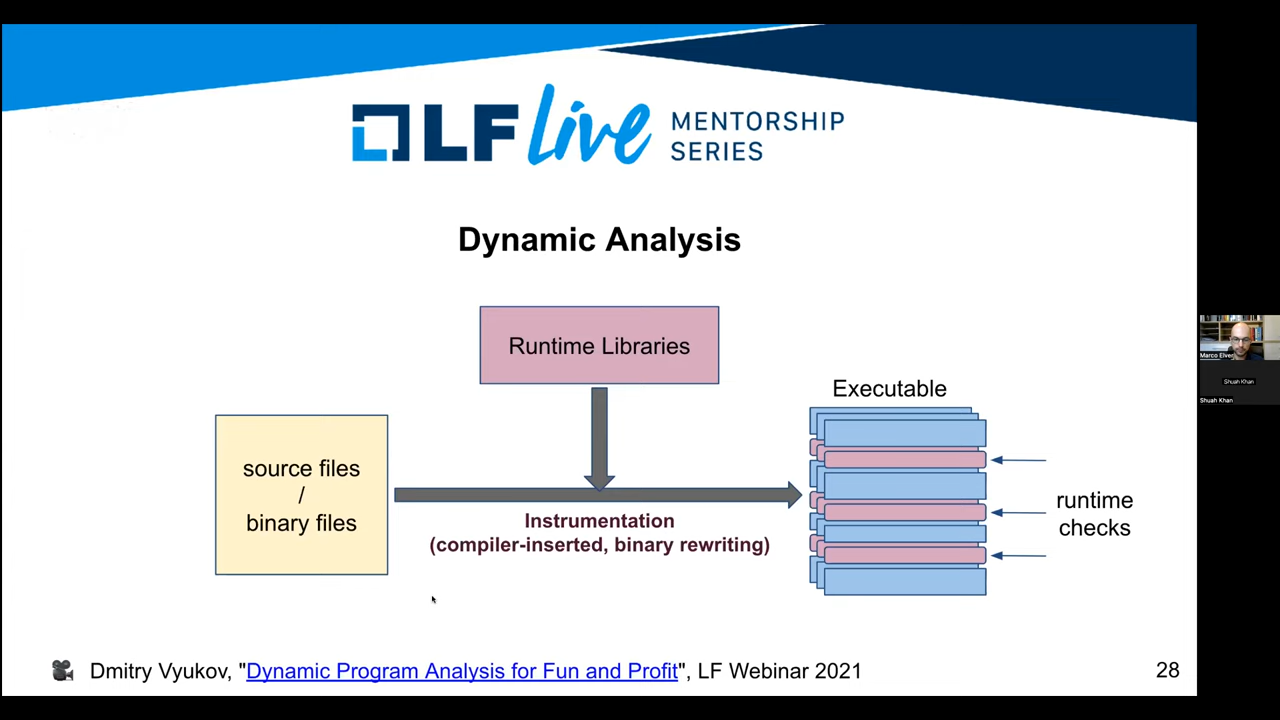 LF Live MENTORSHIP
SERIES
Dynamic Analysis
Runtime Libraries
Executable
source files
/
binary files
Instrumentation
(compiler-inserted, binary rewriting)
runtime
checks
Dmitry Vyukov, "Dynamic Program Analysis for Fun and Profit", LF Webinar 2021
28
Marco Elver
Shuah Khan
Shuah Khan